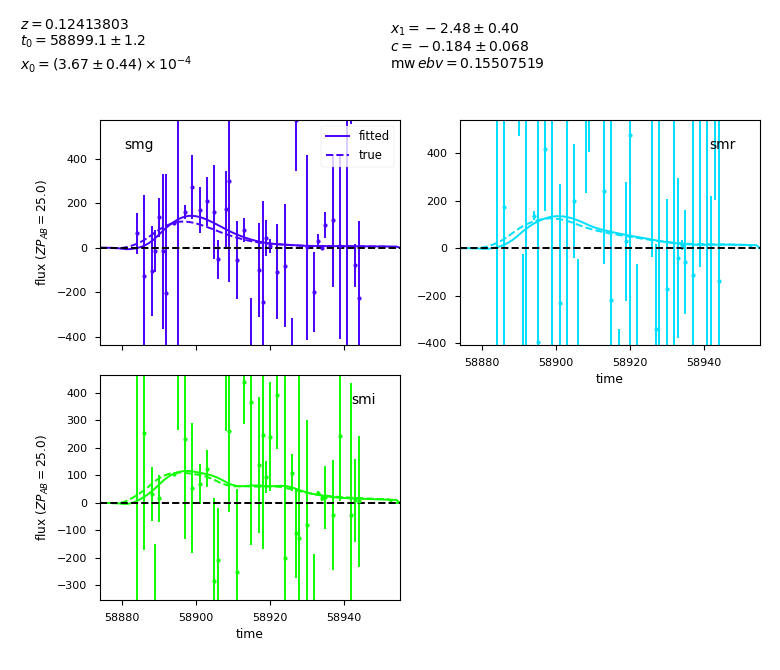 z = 0.12413803
t0 = 58899.1 ± 1.2
x0 = (3.67 ± 0.44) × 10⁻⁴
x1 = −2.48 ± 0.40
c = −0.184 ± 0.068
mw ebv = 0.15507519
smg
fitted
true
400
200
0
−200
−400
flux (ZP_AB = 25.0)
smr
400
200
0
−200
−400
58880 58900 58920 58940
time
smi
400
300
200
100
0
−100
−200
−300
flux (ZP_AB = 25.0)
58880 58900 58920 58940
time